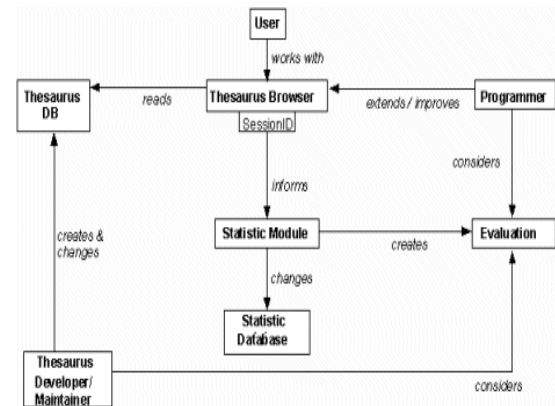 User
works with
Thesaurus
DB
reads
Thesaurus Browser
extends / improves
Programmer
SessionID
considers
informs
creates &
changes
Statistic Module
creates
Evaluation
changes
Statistic
Database
Thesaurus
Developer/
Maintainer
considers